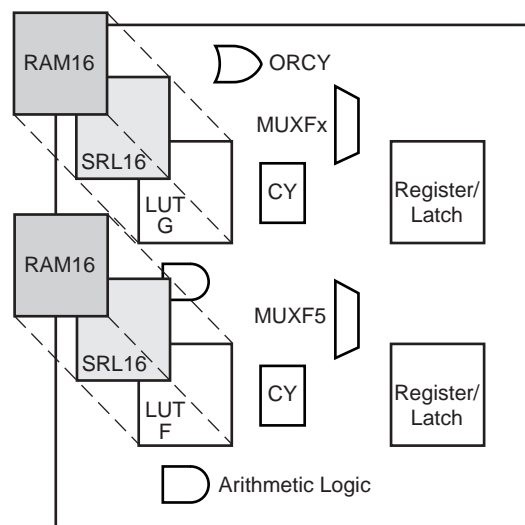 RAM16
ORCY
MUXFx
SRL16
CY
Register/
Latch
LUT
G
RAM16
MUXF5
SRL16
CY
Register/
Latch
LUT
F
Arithmetic Logic